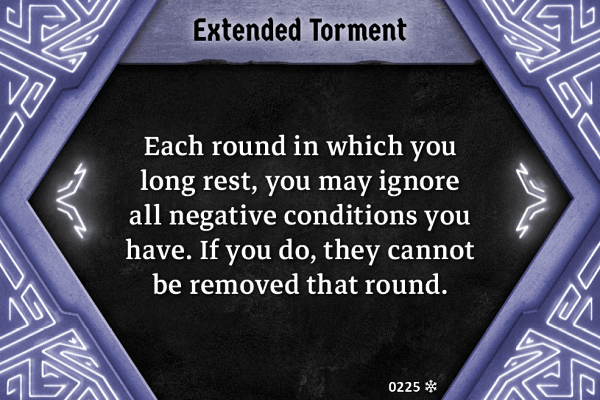 Extended Torment
Each round in which you
long rest, you may ignore
all negative conditions you
have. If you do, they cannot
be removed that round.
0225